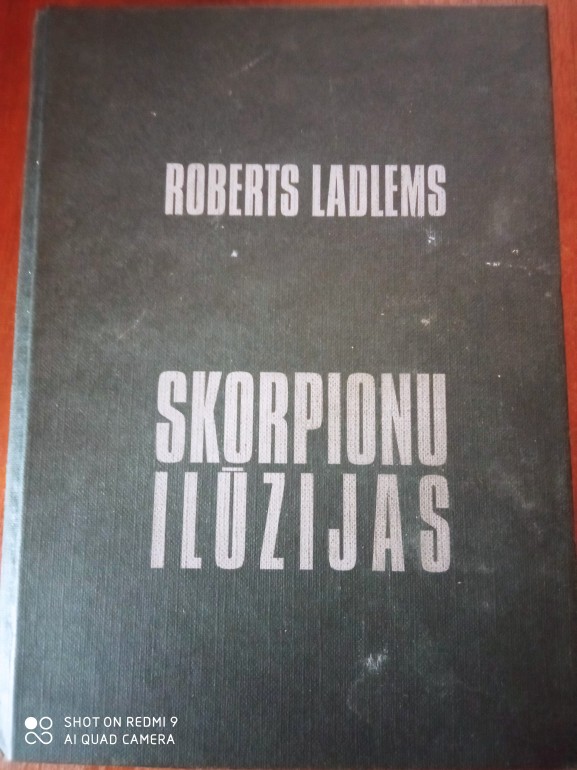 ROBERTS LADLEMS
SKORPIONU
ILŪZIJAS
SHOT ON REDMI 9
AI QUAD CAMERA